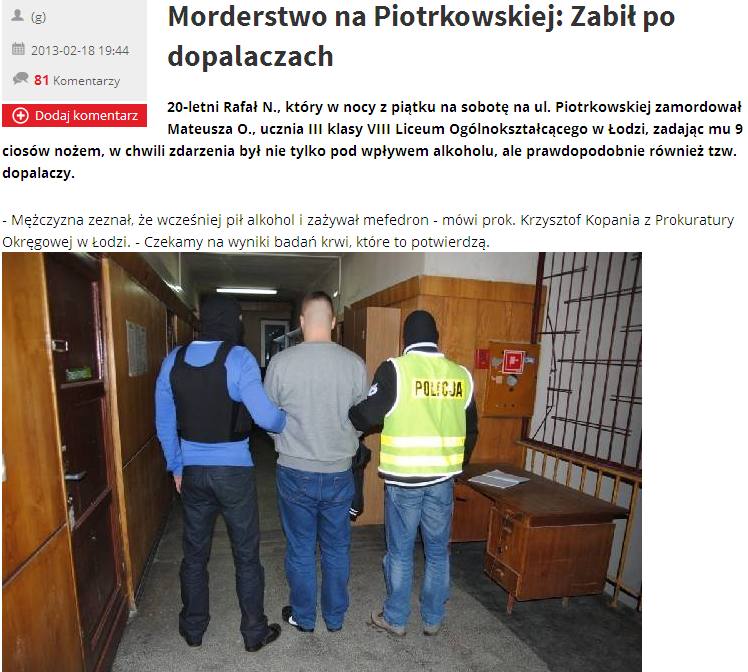 (g)
2013-02-18 19:44
81 Komentarzy
Dodaj komentarz
Morderstwo na Piotrkowskiej: Zabił po
dopalaczach
20-letni Rafał N., który w nocy z piątku na sobotę na ul. Piotrkowskiej zamordował
Mateusza O., ucznia III klasy VIII Liceum Ogólnokształcącego w Łodzi, zadając mu 9
ciosów nożem, w chwili zdarzenia był nie tylko pod wpływem alkoholu, ale prawdopodobnie również tzw.
dopalaczy.
- Mężczyzna zeznał, że wcześniej pił alkohol i zażywał mefedron - mówi prok. Krzysztof Kopania z Prokuratury
Okręgowej w Łodzi. - Czekamy na wyniki badań krwi, które to potwierdzą.
POLICJA